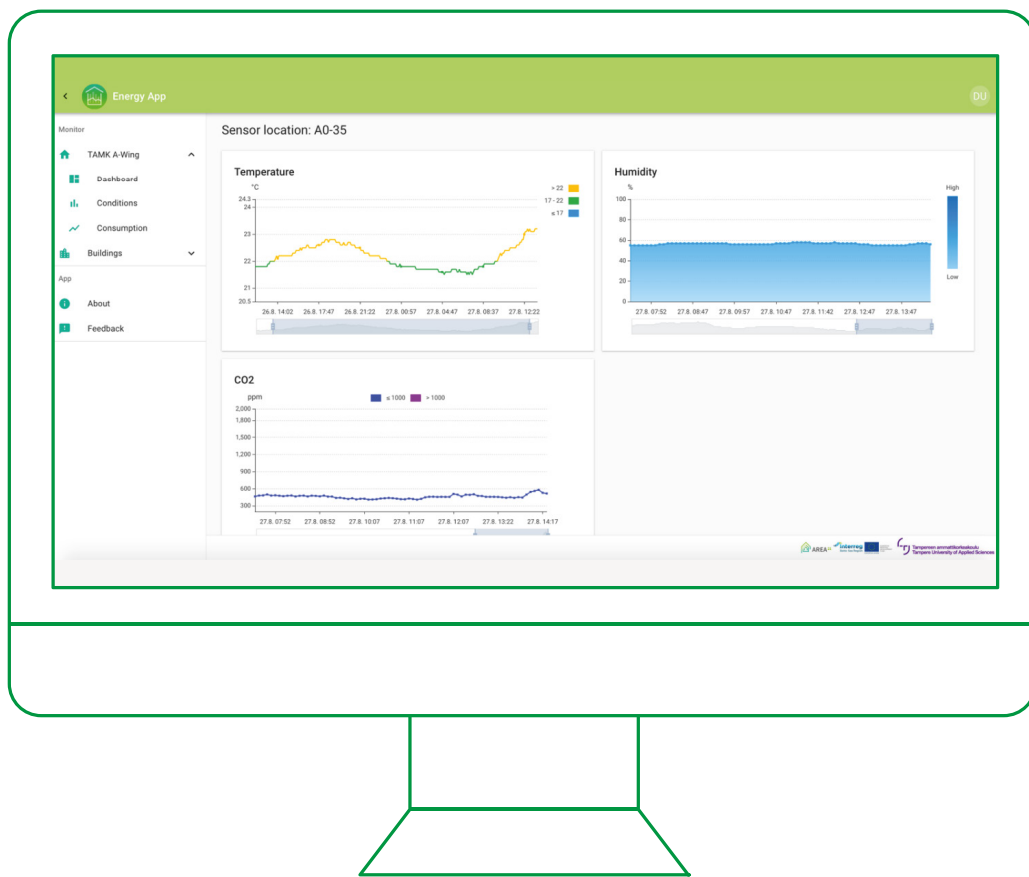 Energy App
DU
Monitor
TAMK A-Wing
Dashboard
Conditions
Consumption
Buildings
App
About
Feedback
Sensor location: A0-35
Temperature
°C
> 22
17 - 22
≤ 17
24.3
24
23
22
21
20.5
26.8. 14:02 26.8. 17:47 26.8. 21:22 27.8. 00:57 27.8. 04:47 27.8. 08:37 27.8. 12:22
Humidity
%
High
Low
100
80
60
40
20
0
27.8. 07:52 27.8. 08:47 27.8. 09:57 27.8. 10:47 27.8. 11:42 27.8. 12:47 27.8. 13:47
CO2
ppm
≤ 1000 > 1000
2,000
1,800
1,500
1,200
900
600
300
27.8. 07:52 27.8. 08:52 27.8. 10:07 27.8. 11:07 27.8. 12:07 27.8. 13:22 27.8. 14:17
AREA21
Interreg
Tampereen ammattikorkeakoulu
Tampere University of Applied Sciences